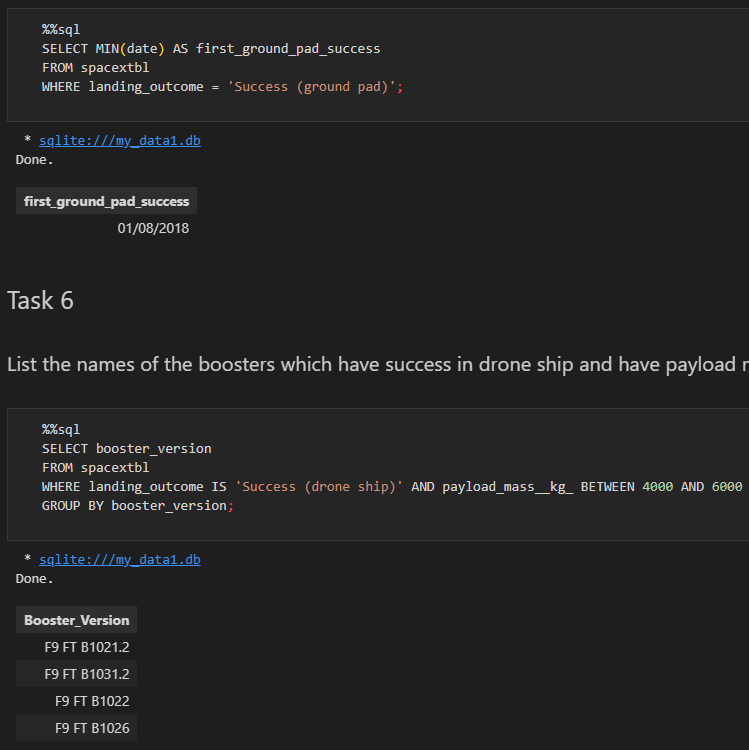 %%sql
SELECT MIN(date) AS first_ground_pad_success
FROM spacextbl
WHERE landing_outcome = 'Success (ground pad)';
* sqlite:///my_data1.db
Done.
first_ground_pad_success
01/08/2018
Task 6
List the names of the boosters which have success in drone ship and have payload
%%sql
SELECT booster_version
FROM spacextbl
WHERE landing_outcome IS 'Success (drone ship)' AND payload_mass__kg_ BETWEEN 4000 AND 6000
GROUP BY booster_version;
* sqlite:///my_data1.db
Done.
Booster_Version
F9 FT B1021.2
F9 FT B1031.2
F9 FT B1022
F9 FT B1026